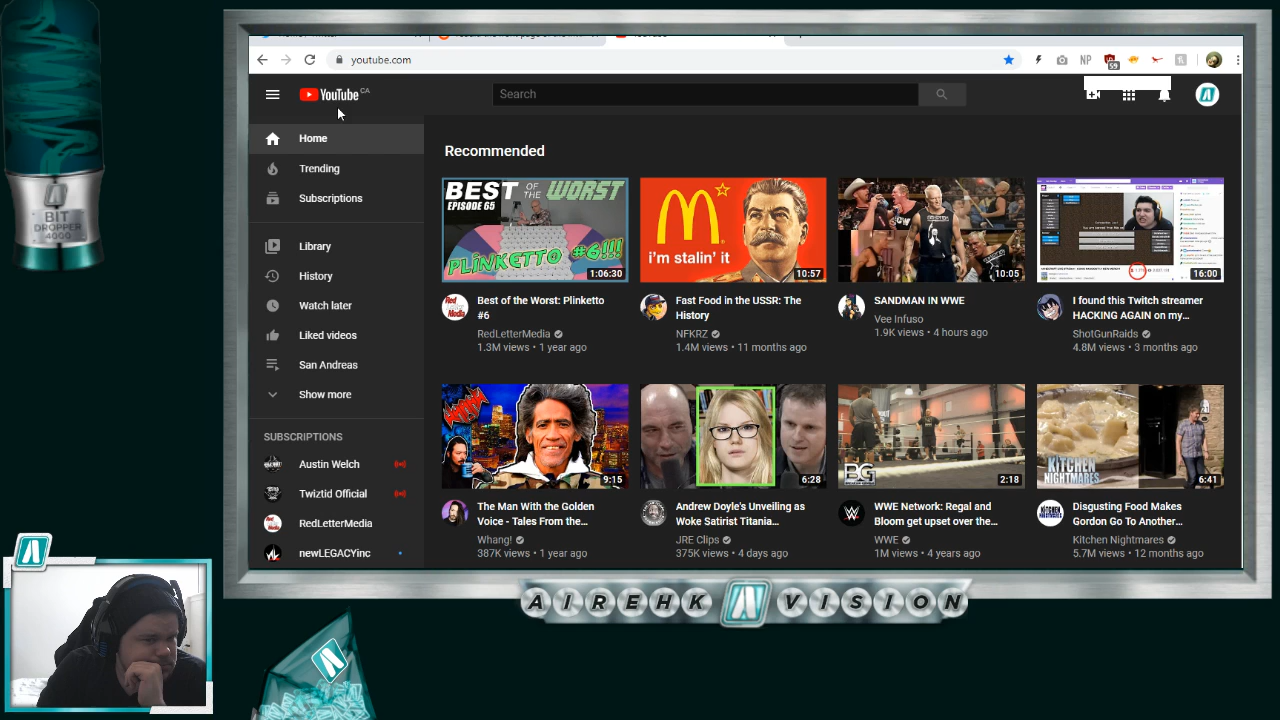 youtube.com
NP
59
YouTube CA
Search
Home
Trending
Subscriptions
Library
History
Watch later
Liked videos
San Andreas
Show more
SUBSCRIPTIONS
Austin Welch
Twiztid Official
RedLetterMedia
newLEGACYinc
Recommended
BEST OF THE WORST
EPISODE 65
PLINKETTO #6!!!
1:06:30
Best of the Worst: Plinketto
#6
RedLetterMedia
1.3M views • 1 year ago
i'm stalin' it
10:57
Fast Food in the USSR: The
History
NFKRZ
1.4M views • 11 months ago
10:05
SANDMAN IN WWE
Vee Infuso
1.9K views • 4 hours ago
16:00
I found this Twitch streamer
HACKING AGAIN on my...
ShotGunRaids
4.8M views • 3 months ago
9:15
The Man With the Golden
Voice - Tales From the...
Whang!
387K views • 1 year ago
6:28
Andrew Doyle's Unveiling as
Woke Satirist Titania...
JRE Clips
375K views • 4 days ago
2:18
WWE Network: Regal and
Bloom get upset over the...
WWE
1M views • 4 years ago
KITCHEN
NIGHTMARES
6:41
Disgusting Food Makes
Gordon Go To Another...
Kitchen Nightmares
5.7M views • 12 months ago
BIT
DROPPER
4000
AIREHK VISION